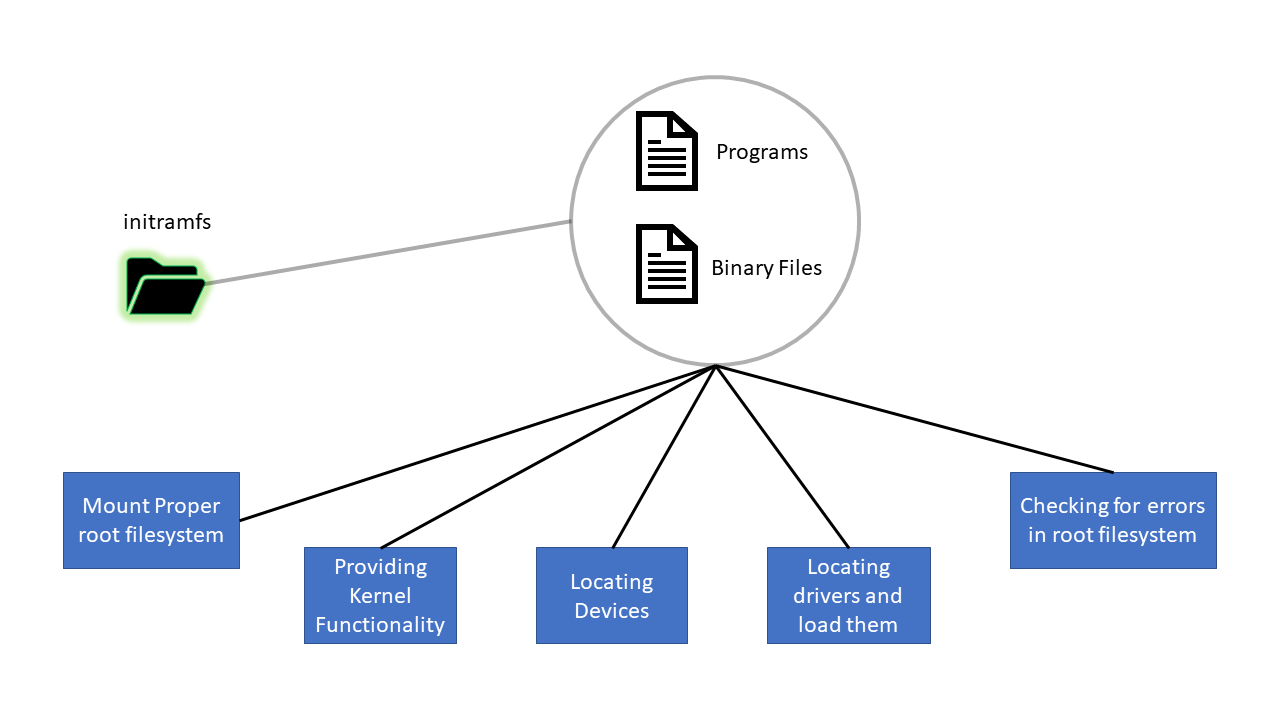 Programs
initramfs
Binary Files
Mount Proper
root filesystem
Providing
Kernel
Functionality
Locating
Devices
Locating
drivers and
load them
Checking for errors
in root filesystem